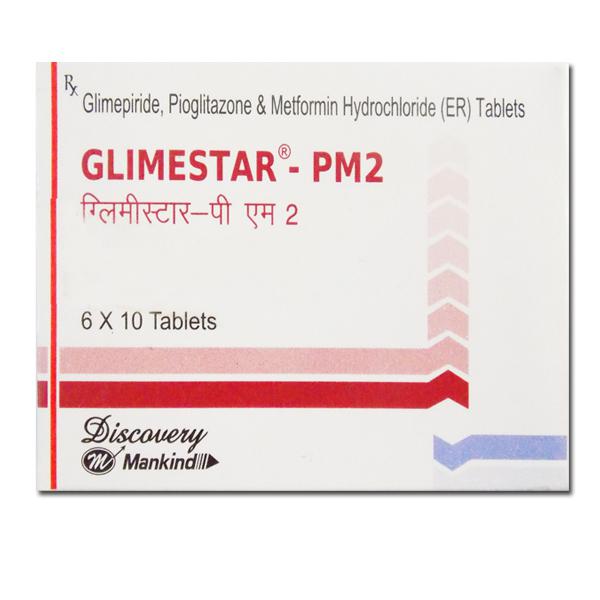 Rx Glimepiride, Pioglitazone & Metformin Hydrochloride (ER) Tablets
GLIMESTAR®- PM2
ग्लिमीस्टार–पी एम 2
6 X 10 Tablets
Discovery
m Mankind